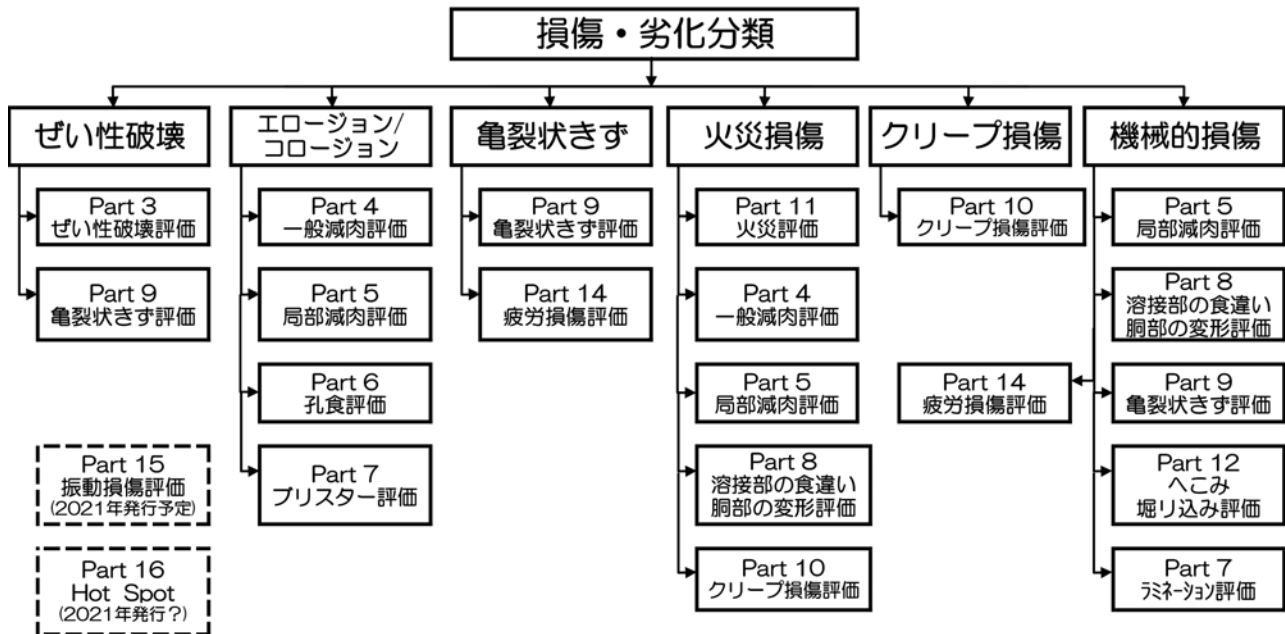 損傷・劣化分類
ぜい性破壊
Part 3
ぜい性破壊評価
Part 9
亀裂状きず評価
Part 15
振動損傷評価
(2021年発行予定)
Part 16
Hot Spot
(2021年発行?)
エロージョン/
コロージョン
Part 4
一般減肉評価
Part 5
局部減肉評価
Part 6
孔食評価
Part 7
ブリスター評価
亀裂状きず
Part 9
亀裂状きず評価
Part 14
疲労損傷評価
火災損傷
Part 11
火災評価
Part 4
一般減肉評価
Part 5
局部減肉評価
Part 8
溶接部の食違い
胴部の変形評価
Part 10
クリープ損傷評価
クリープ損傷
Part 10
クリープ損傷評価
機械的損傷
Part 5
局部減肉評価
Part 8
溶接部の食違い
胴部の変形評価
Part 14
疲労損傷評価
Part 9
亀裂状きず評価
Part 12
へこみ
堀り込み評価
Part 7
ラミネーション評価